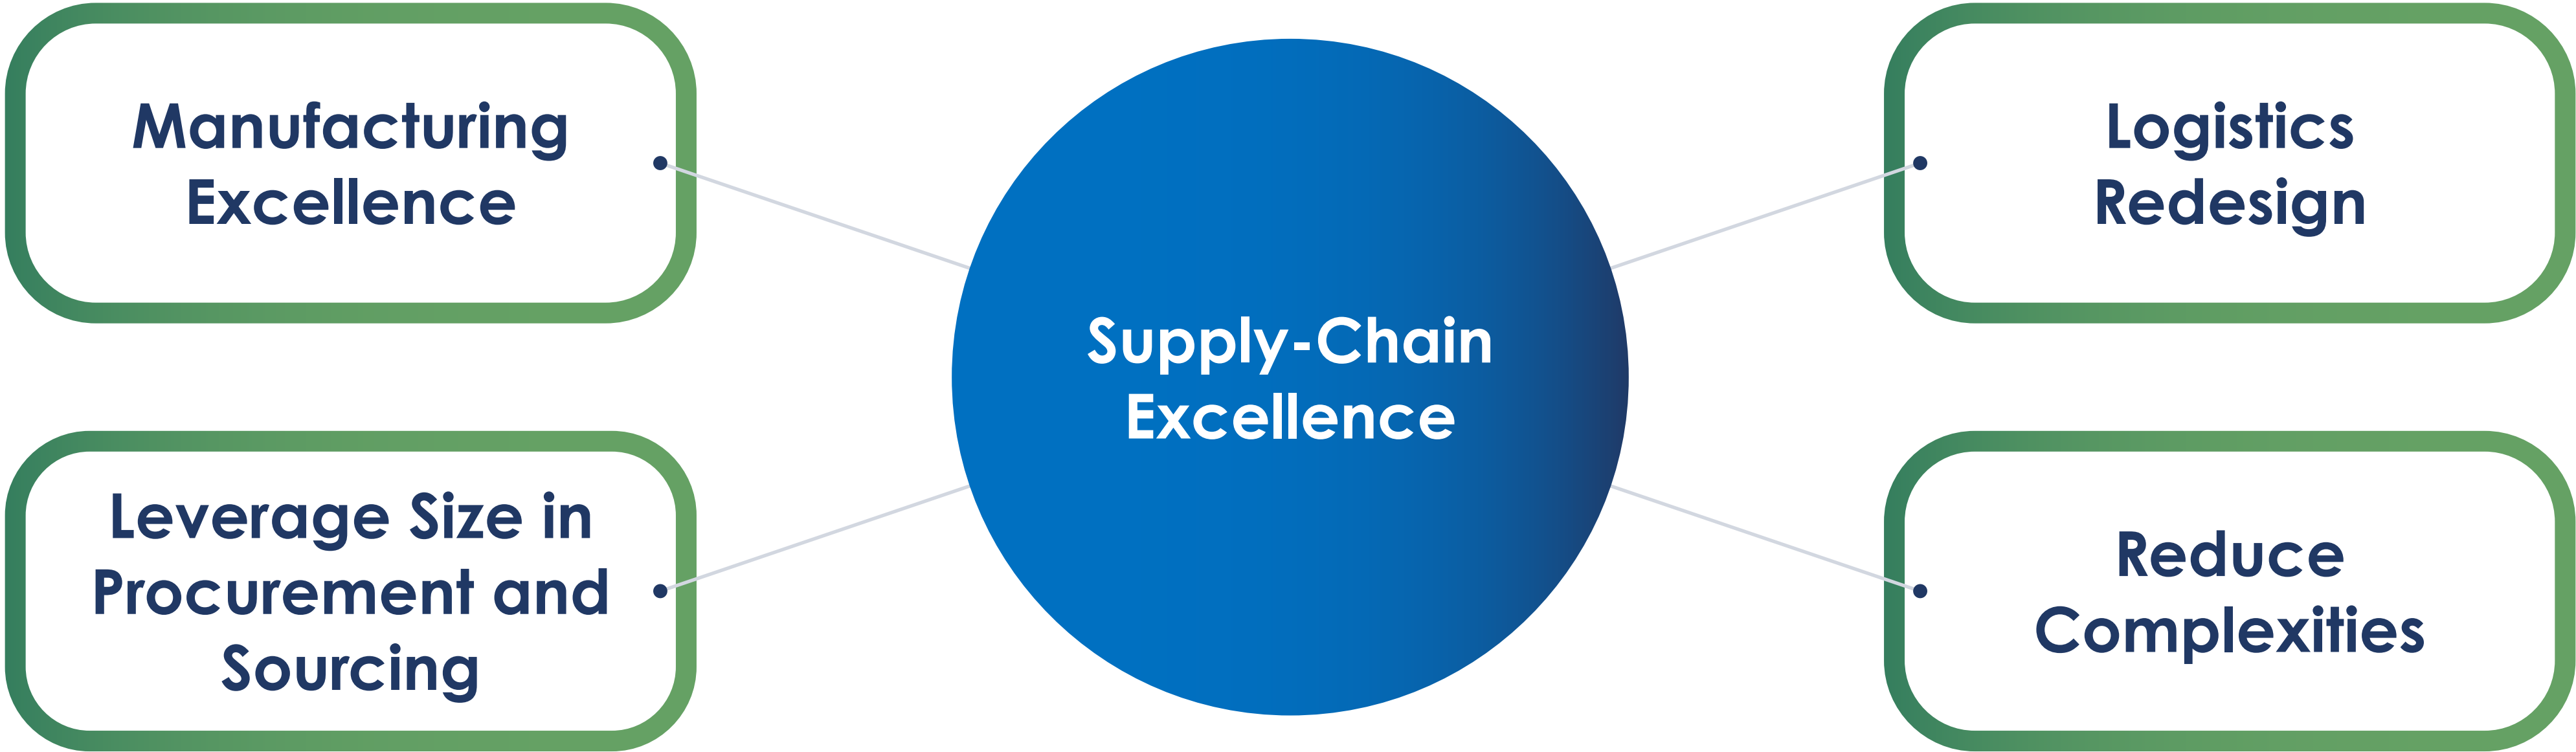 Manufacturing
Excellence
Leverage Size in
Procurement and
Sourcing
Supply-Chain
Excellence
Logistics
Redesign
Reduce
Complexities